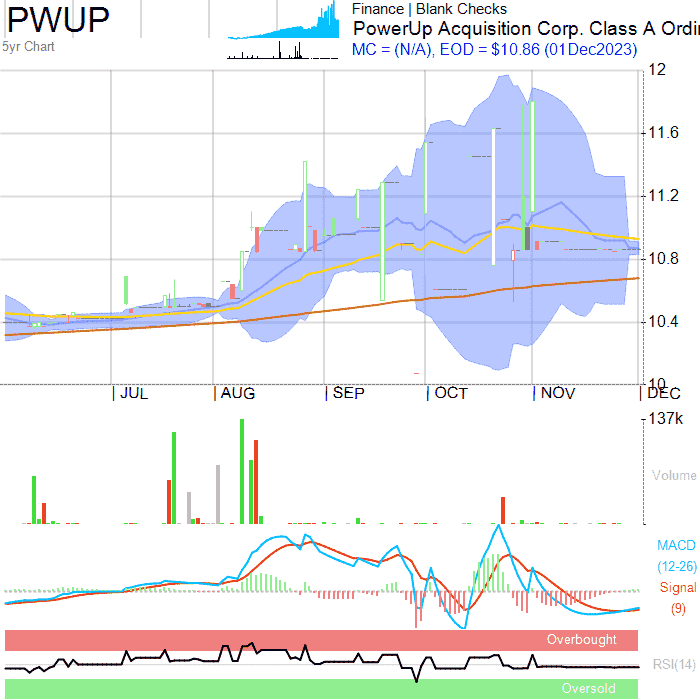 PWUP
5yr Chart
Finance | Blank Checks
PowerUp Acquisition Corp. Class A Ordi
MC = (N/A), EOD = $10.86 (01Dec2023)
12
11.6
11.2
10.8
10.4
10
JUL
AUG
SEP
OCT
NOV
DEC
137k
Volume
MACD
(12-26)
Signal
(9)
Overbought
RSI(14)
Oversold